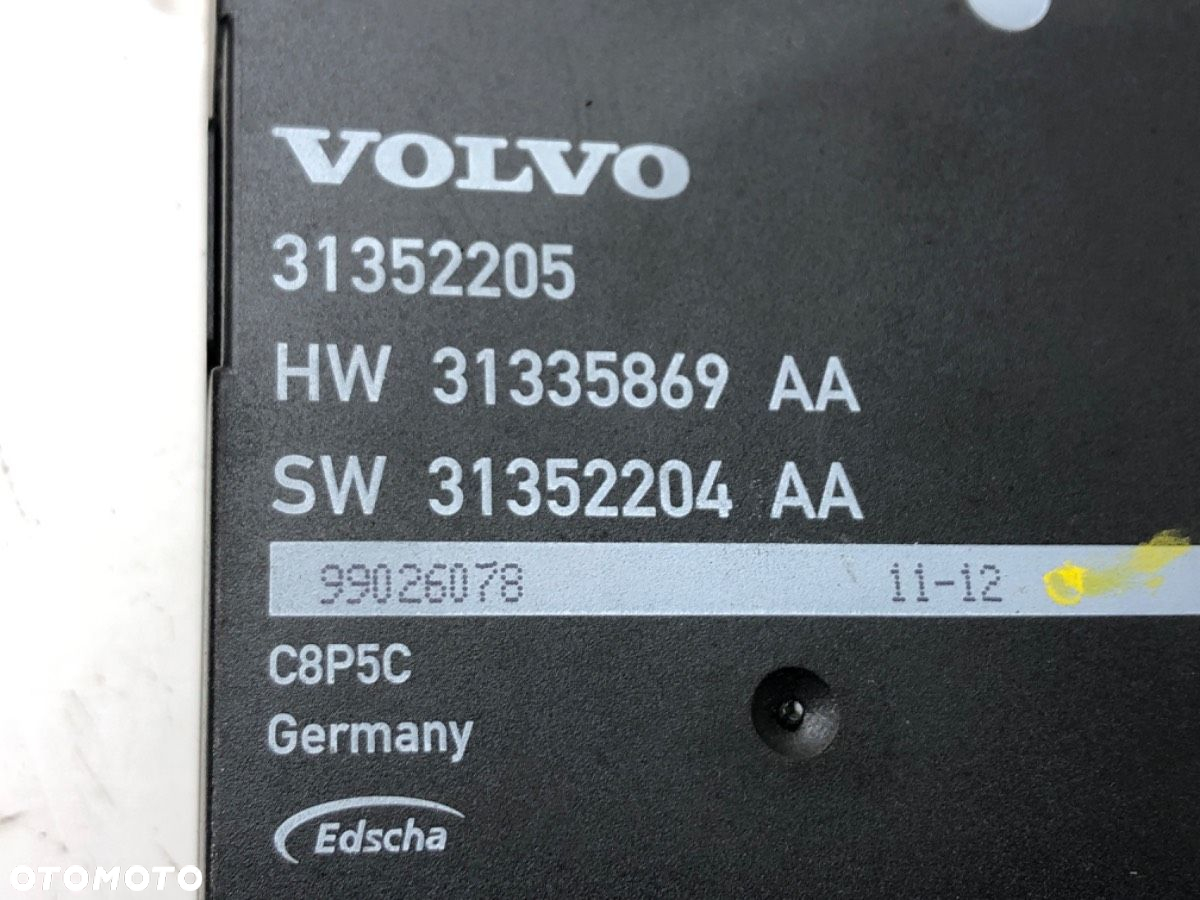 VOLVO
31352205
HW 31335869 AA
SW 31352204 AA
99026078 11-12
C8P5C
Germany
Edscha
OTOMOTO